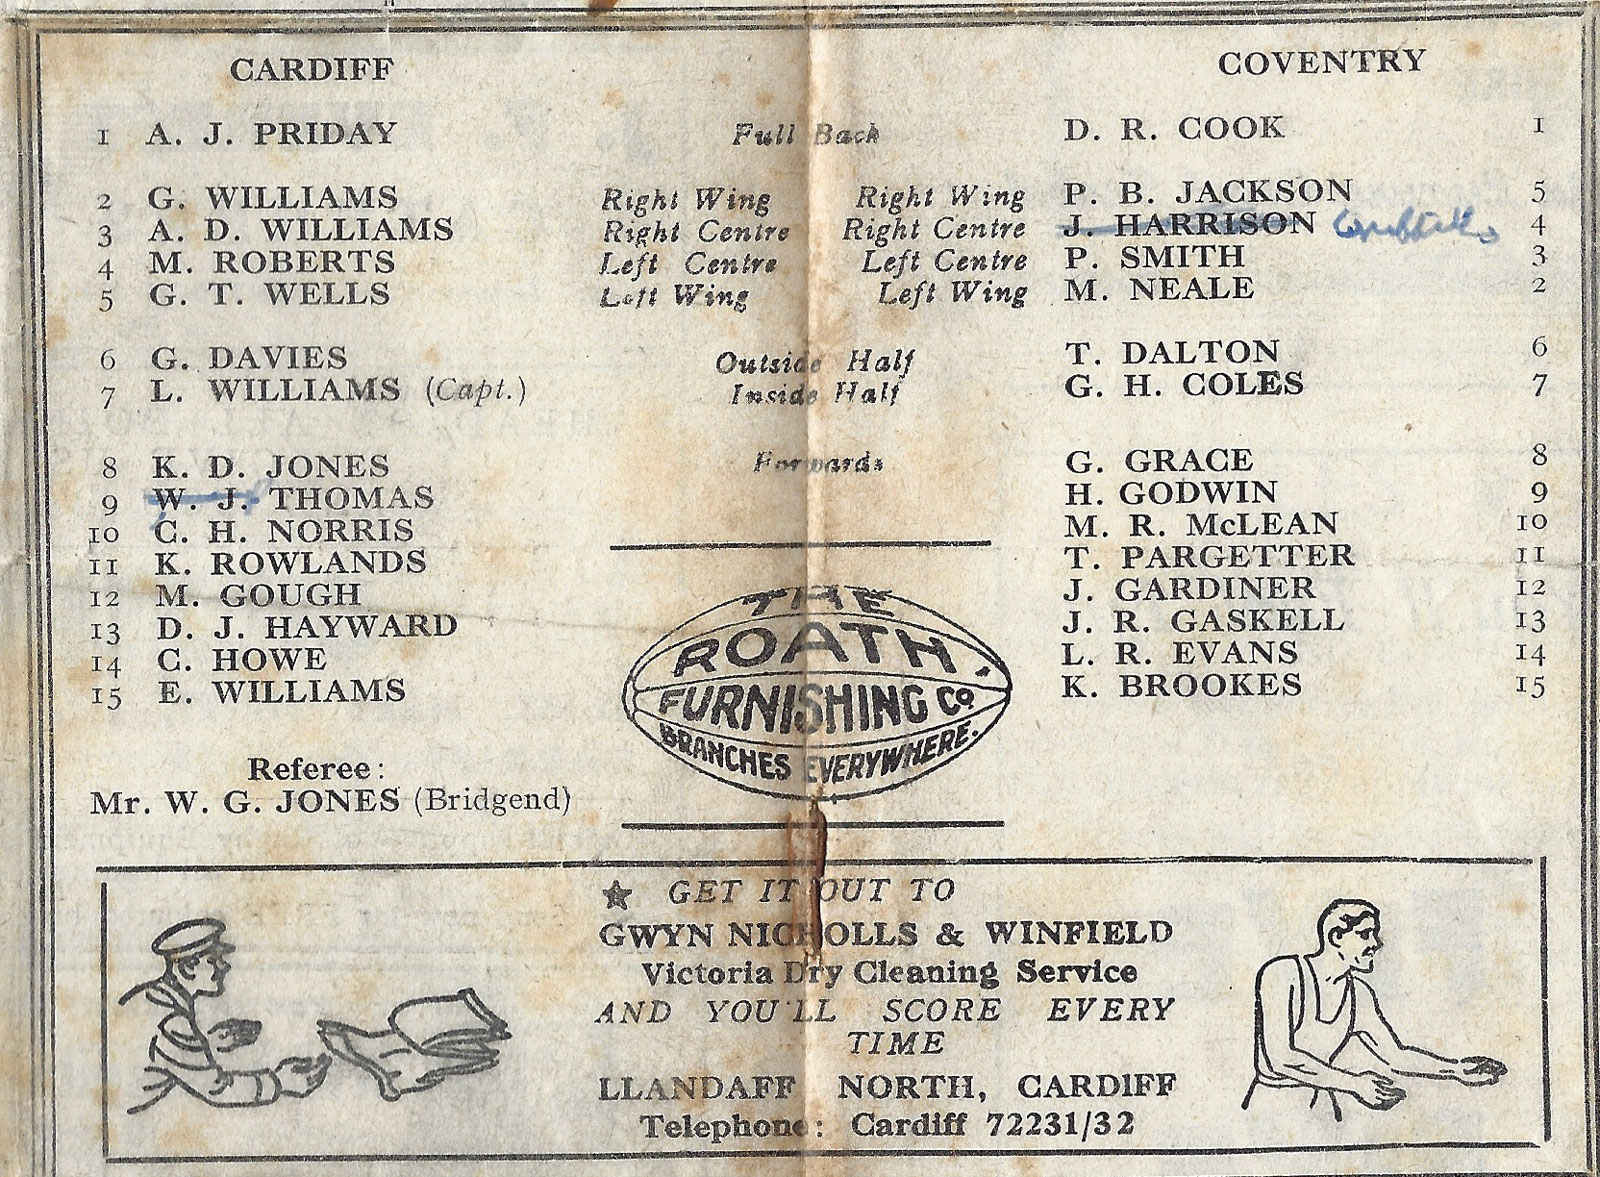 CARDIFF COVENTRY
1 A. J. PRIDAY Full Back D. R. COOK 1
2 G. WILLIAMS Right Wing Right Wing P. B. JACKSON 5
3 A. D. WILLIAMS Right Centre Right Centre J. HARRISON 4
4 M. ROBERTS Left Centre Left Centre P. SMITH 3
5 G. T. WELLS Left Wing Left Wing M. NEALE 2
6 G. DAVIES Outside Half T. DALTON 6
7 L. WILLIAMS (Capt.) Inside Half G. H. COLES 7
8 K. D. JONES Forwards G. GRACE 8
9 W. J. THOMAS H. GODWIN 9
10 C. H. NORRIS M. R. McLEAN 10
11 K. ROWLANDS T. PARGETTER 11
12 M. GOUGH J. GARDINER 12
13 D. J. HAYWARD J. R. GASKELL 13
14 C. HOWE L. R. EVANS 14
15 E. WILLIAMS K. BROOKES 15
THE
ROATH
FURNISHING CO.
BRANCHES EVERYWHERE.
Referee:
Mr. W. G. JONES (Bridgend)
★ GET IT OUT TO
GWYN NICHOLLS & WINFIELD
Victoria Dry Cleaning Service
AND YOU'LL SCORE EVERY
TIME
LLANDAFF NORTH, CARDIFF
Telephone: Cardiff 72231/32